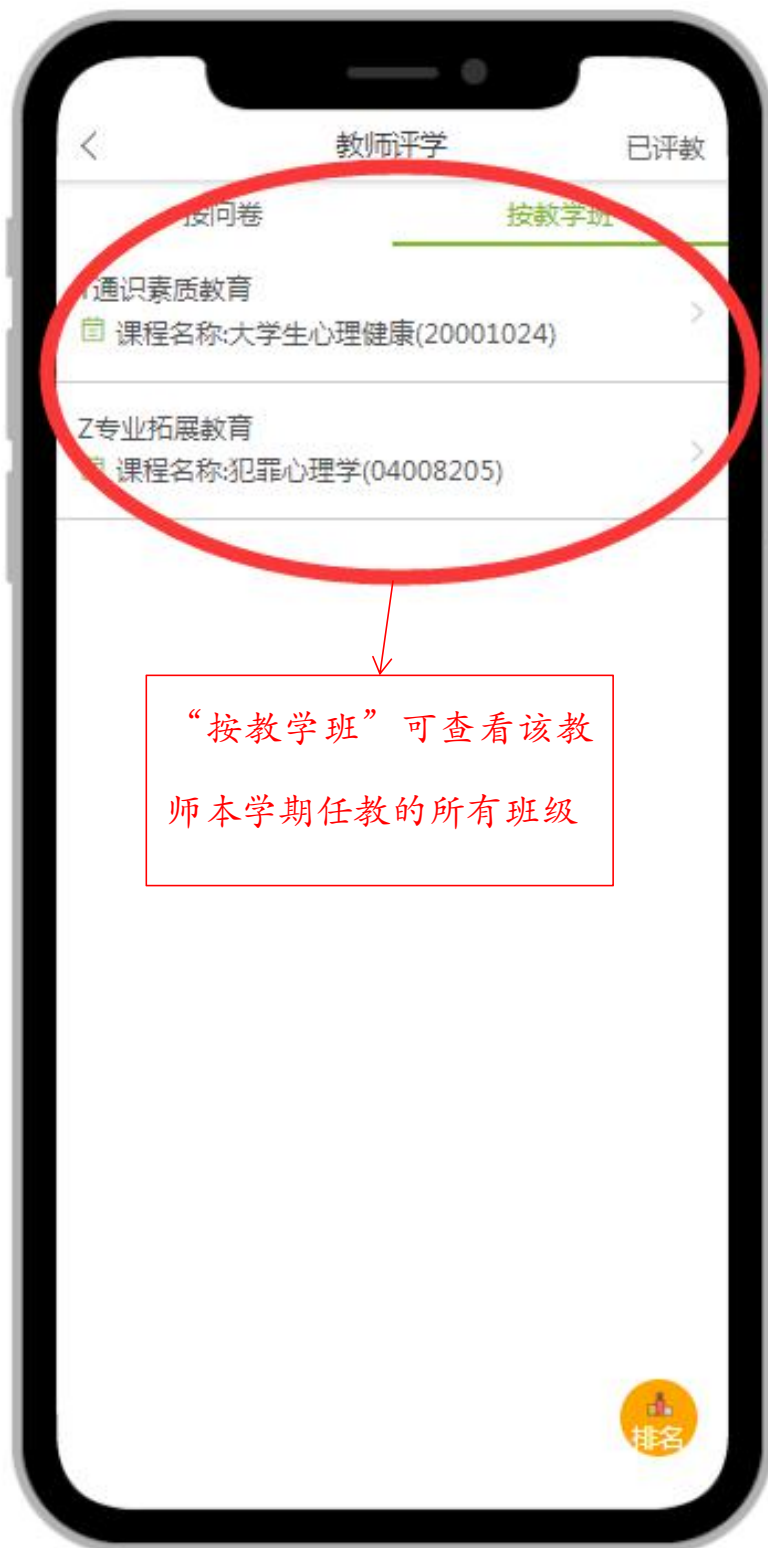 教师评学
已评教
按问卷
按教学班
通识素质教育
课程名称:大学生心理健康(20001024)
Z专业拓展教育
课程名称:犯罪心理学(04008205)
“按教学班”可查看该教
师本学期任教的所有班级
排名